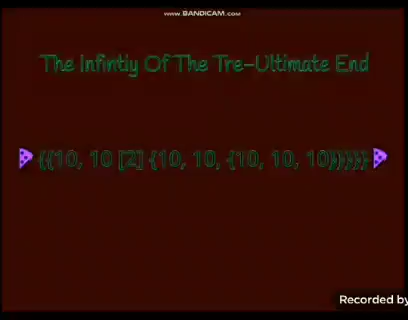 www.BANDICAM.com
The Infintiy Of The Tre-Ultimate End
({10, 10 [2] {10, 10, {10, 10, 10}}}})
Recorded by